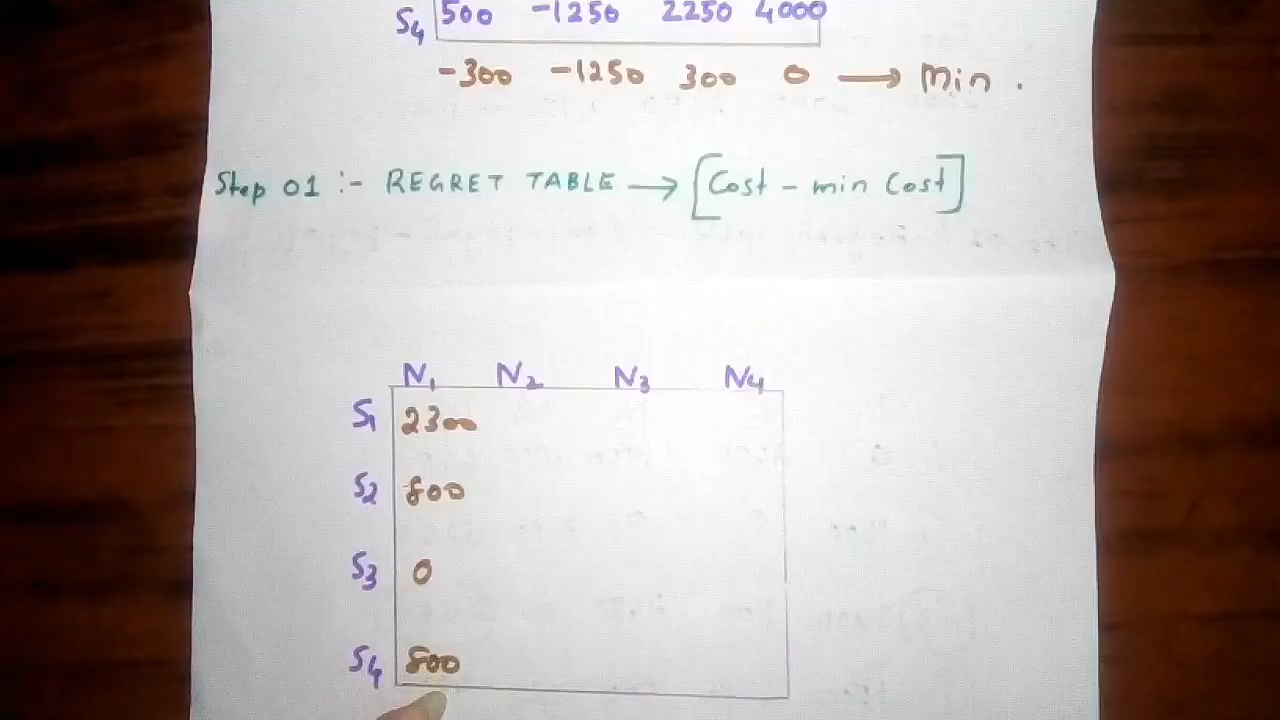 S4 500 -1250 2250 4000
-300 -1250 300 0 → Min .
Step 01 :- REGRET TABLE → [Cost - min Cost]
N1 N2 N3 N4
S1 2300
S2 800
S3 0
S4 800